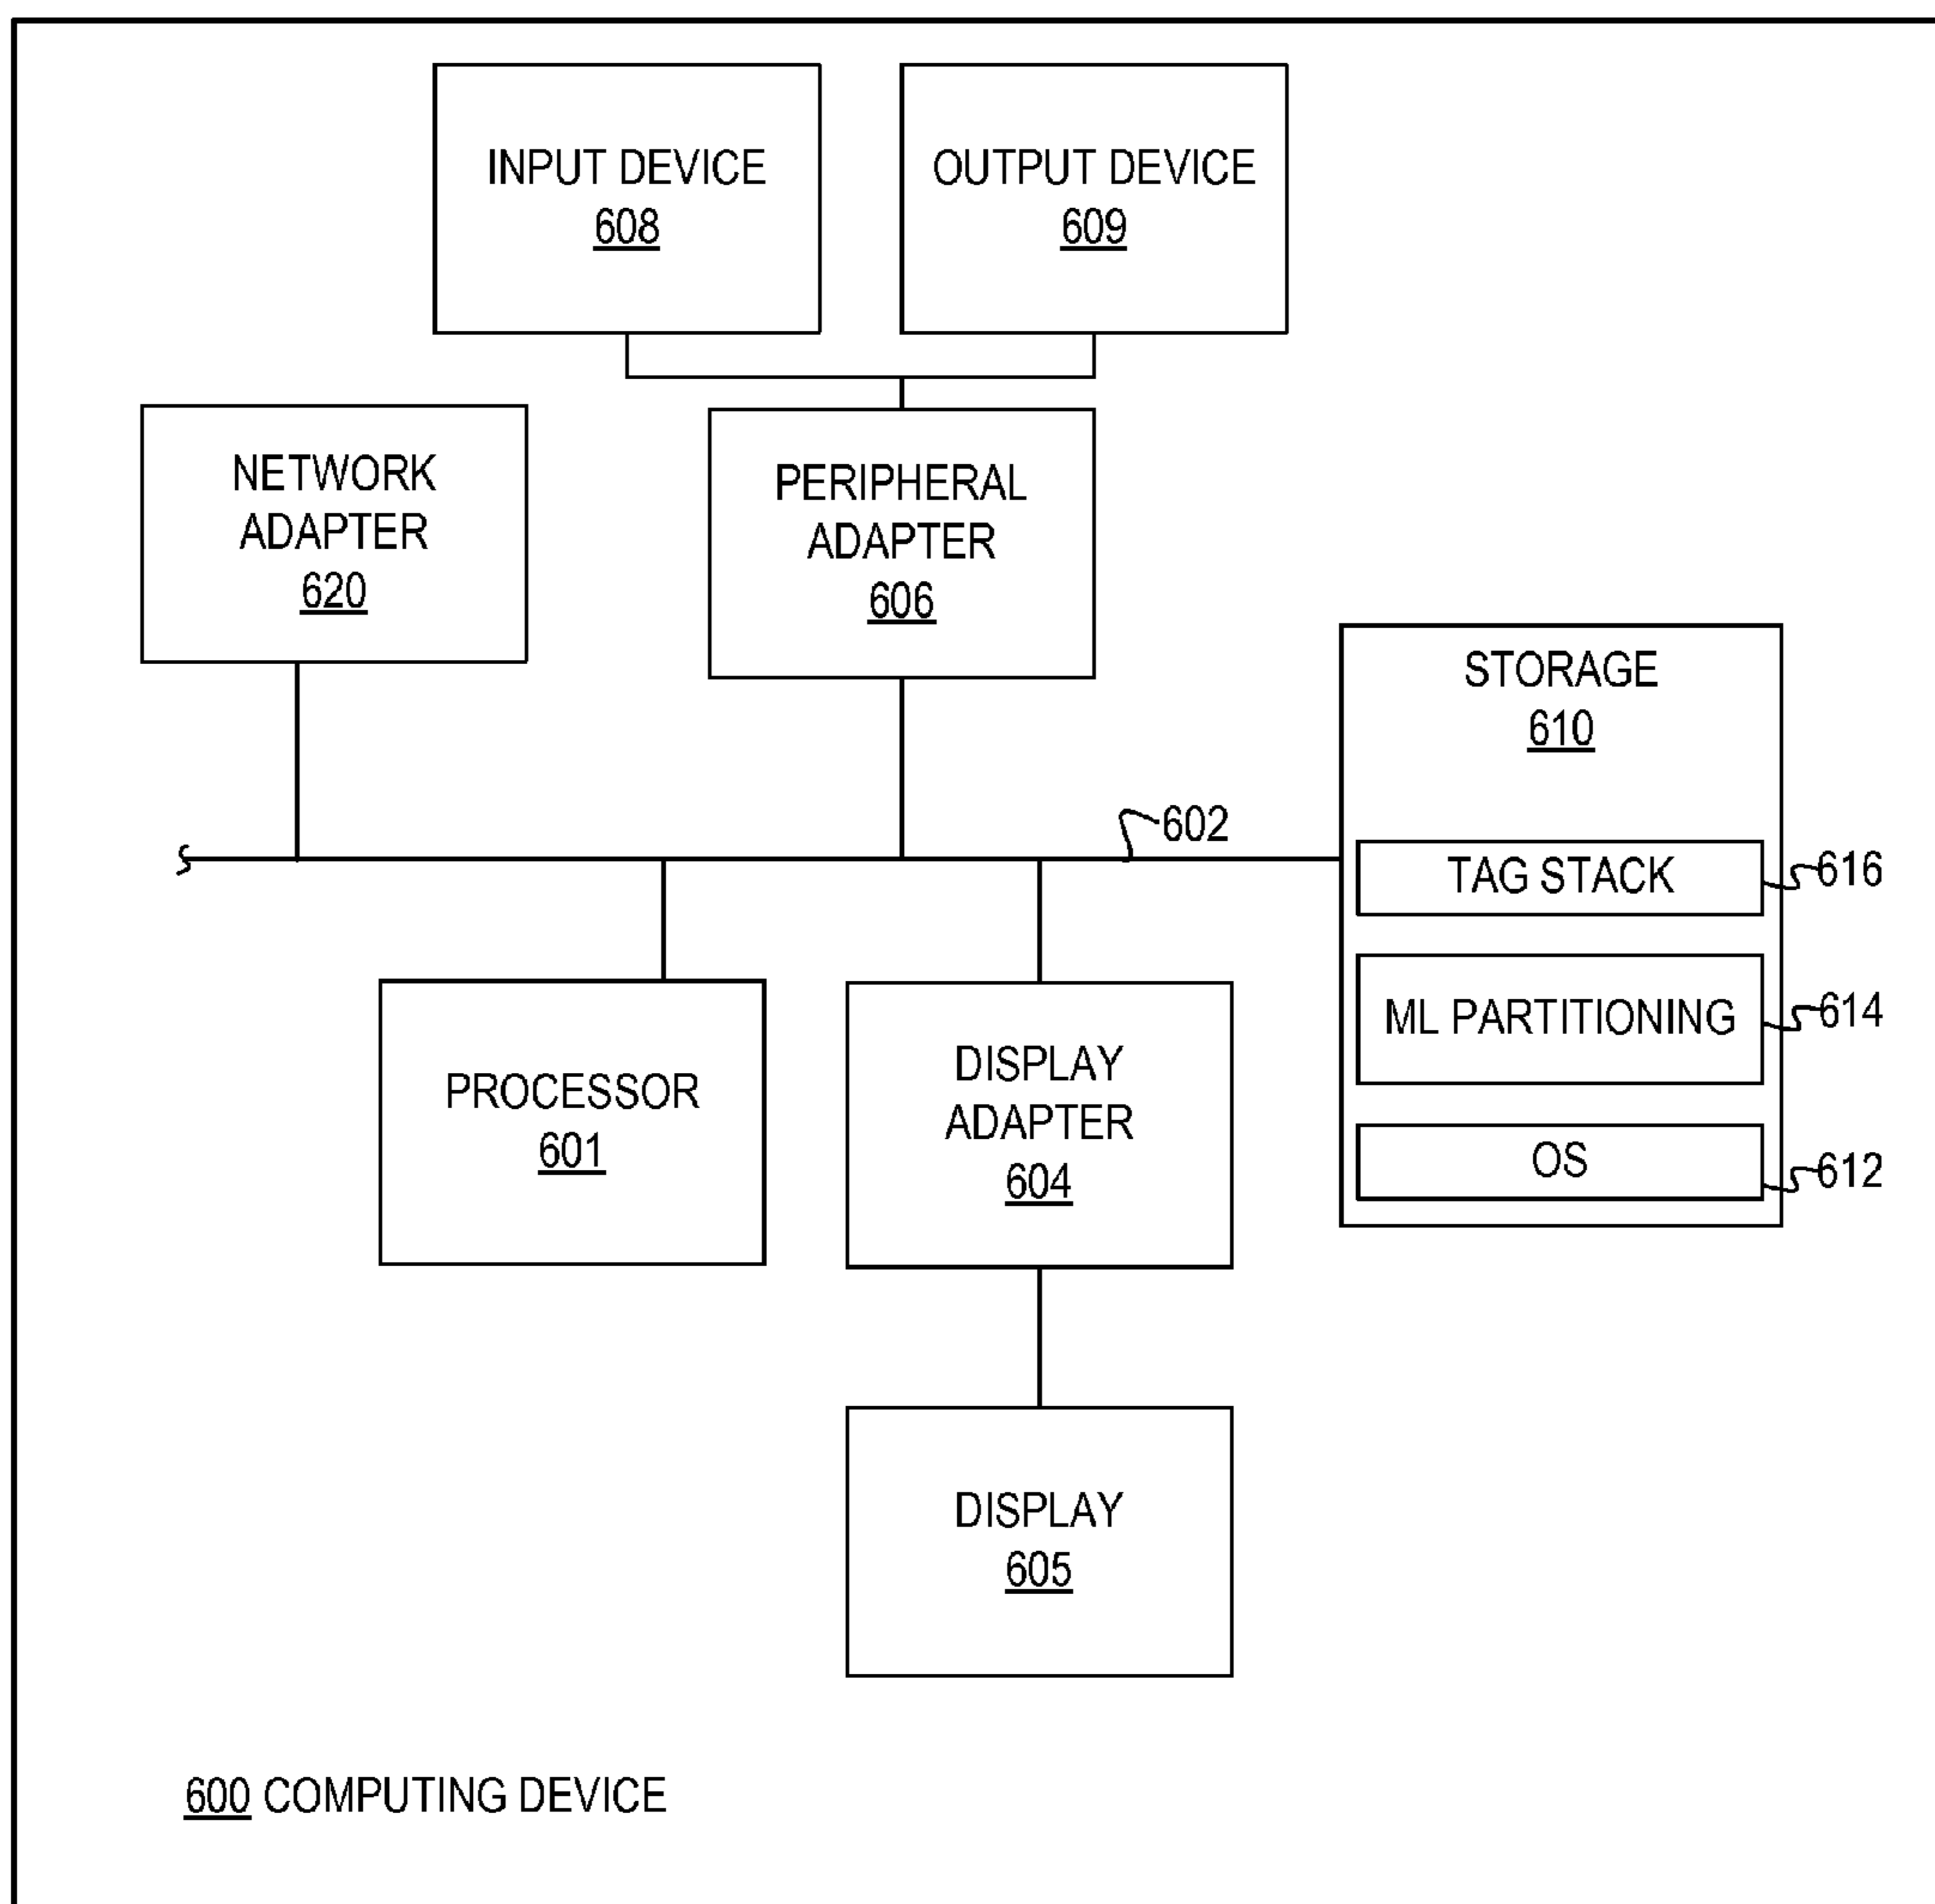 INPUT DEVICE
608
OUTPUT DEVICE
609
NETWORK
ADAPTER
620
PERIPHERAL
ADAPTER
606
STORAGE
610
602
TAG STACK
616
ML PARTITIONING
614
OS
612
PROCESSOR
601
DISPLAY
ADAPTER
604
DISPLAY
605
600 COMPUTING DEVICE